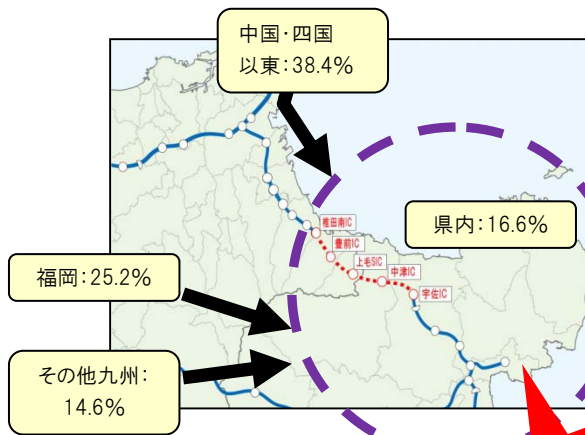 中国・四国
以東：38.4%
県内：16.6%
椎田南IC
豊前IC
上毛SIC
中津IC
宇佐IC
福岡：25.2%
その他九州：
14.6%